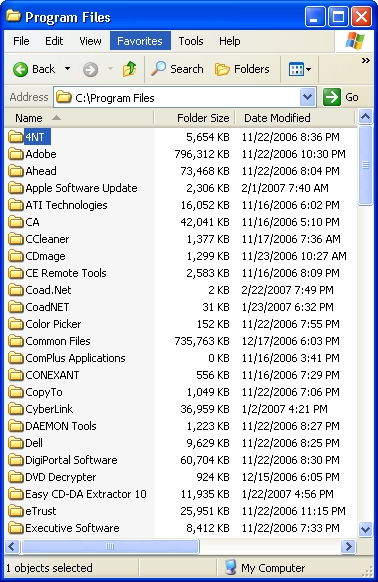 Program Files
File Edit View Favorites Tools Help
Back Search Folders
Address C:\Program Files Go
Name Folder Size Date Modified
4NT 5,654 KB 11/22/2006 8:36 PM
Adobe 796,312 KB 11/22/2006 10:30 PM
Ahead 73,468 KB 11/22/2006 8:04 PM
Apple Software Update 2,306 KB 2/1/2007 7:40 AM
ATI Technologies 16,052 KB 11/16/2006 6:02 PM
CA 42,041 KB 11/16/2006 5:10 PM
CCleaner 1,377 KB 11/17/2006 7:36 AM
CDmage 1,299 KB 11/23/2006 10:27 AM
CE Remote Tools 2,583 KB 11/16/2006 8:09 PM
Coad.Net 2 KB 2/22/2007 7:49 PM
CoadNET 31 KB 1/23/2007 6:32 PM
Color Picker 152 KB 11/22/2006 7:55 PM
Common Files 735,763 KB 12/17/2006 6:03 PM
ComPlus Applications 0 KB 11/16/2006 3:41 PM
CONEXANT 556 KB 11/16/2006 7:29 PM
CopyTo 1,049 KB 11/22/2006 7:06 PM
CyberLink 36,959 KB 1/2/2007 4:21 PM
DAEMON Tools 1,223 KB 11/22/2006 8:27 PM
Dell 9,629 KB 11/22/2006 8:25 PM
DigiPortal Software 60,704 KB 11/22/2006 8:30 PM
DVD Decrypter 924 KB 12/15/2006 6:05 PM
Easy CD-DA Extractor 10 11,935 KB 1/22/2007 4:56 PM
eTrust 25,951 KB 11/22/2006 11:15 PM
Executive Software 8,412 KB 11/22/2006 7:33 PM
1 objects selected My Computer